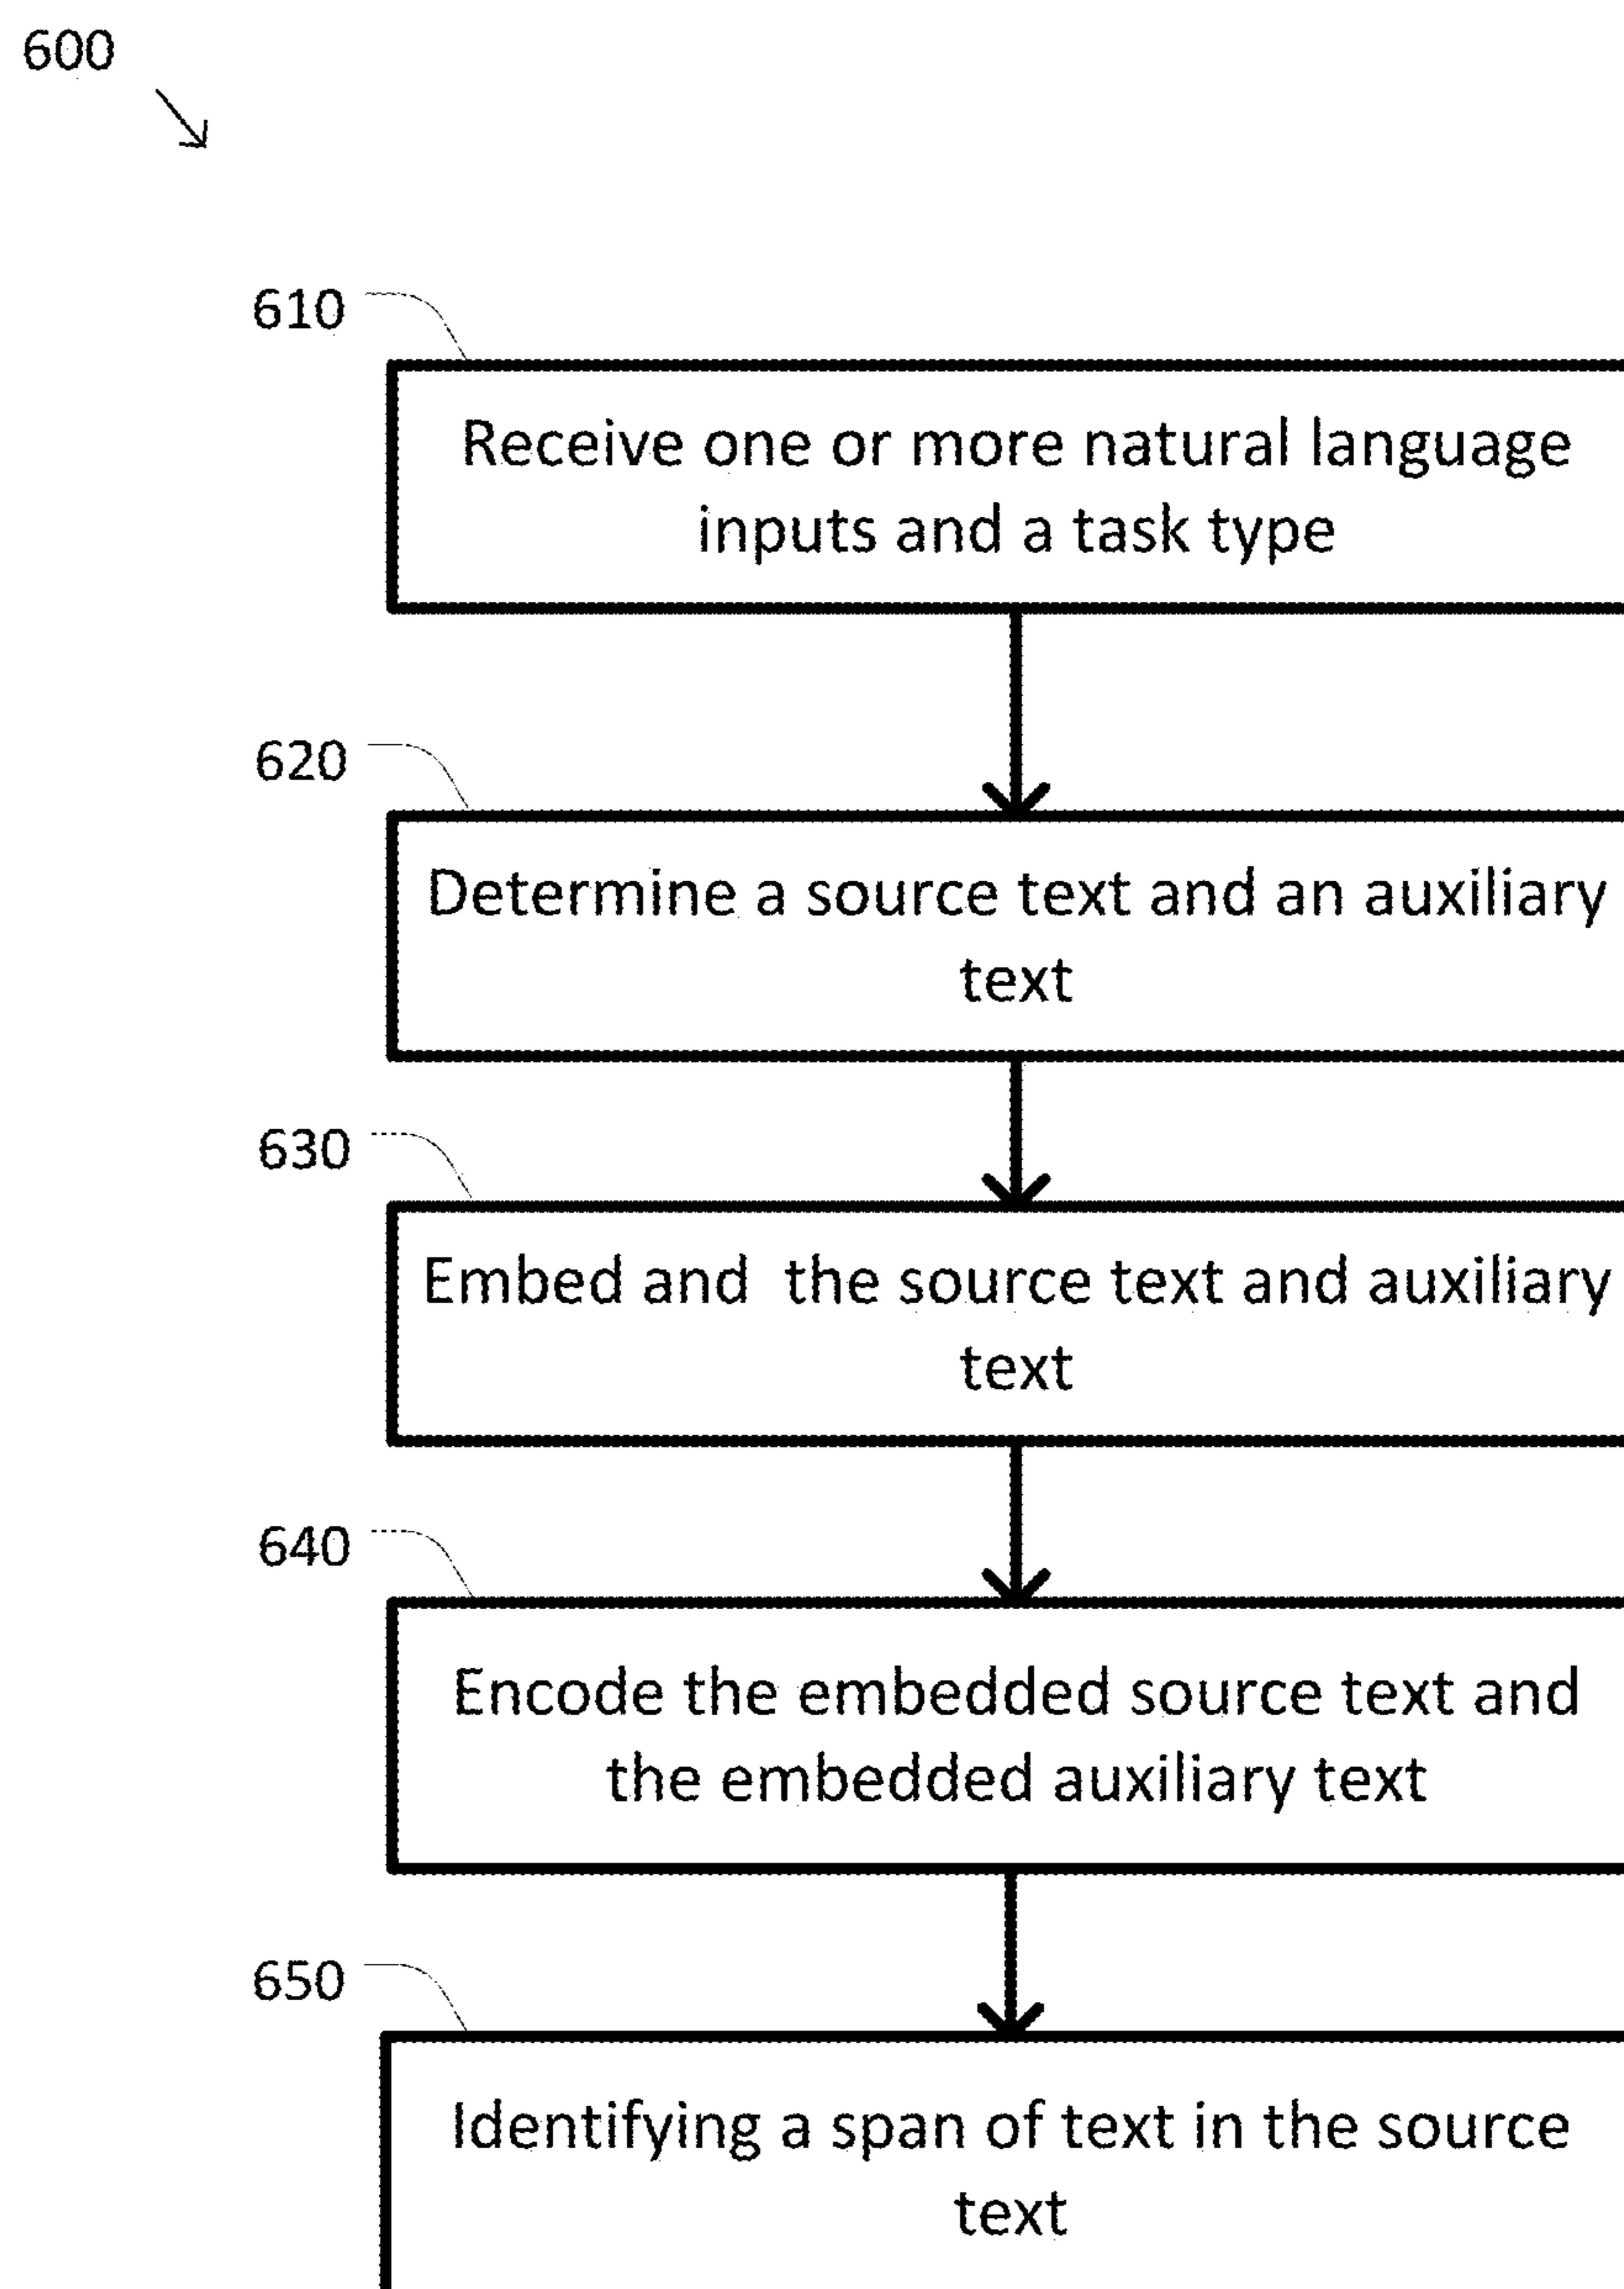 600
610
Receive one or more natural language
inputs and a task type
620
Determine a source text and an auxiliary
text
630
Embed and  the source text and auxiliary
text
640
Encode the embedded source text and
the embedded auxiliary text
650
Identifying a span of text in the source
text